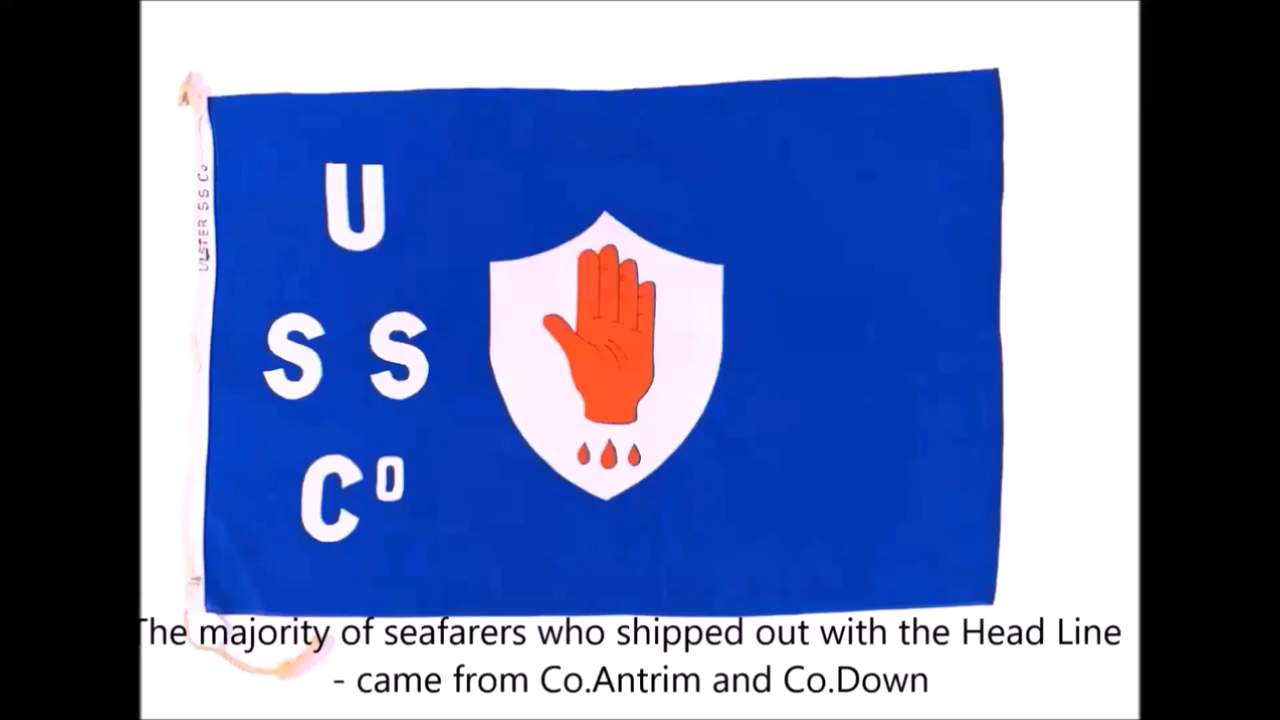 ULSTER S S Co
U
S S
Co
The majority of seafarers who shipped out with the Head Line
- came from Co.Antrim and Co.Down